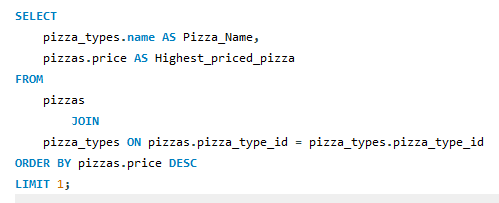 SELECT
    pizza_types.name AS Pizza_Name,
    pizzas.price AS Highest_priced_pizza
FROM
    pizzas
        JOIN
    pizza_types ON pizzas.pizza_type_id = pizza_types.pizza_type_id
ORDER BY pizzas.price DESC
LIMIT 1;